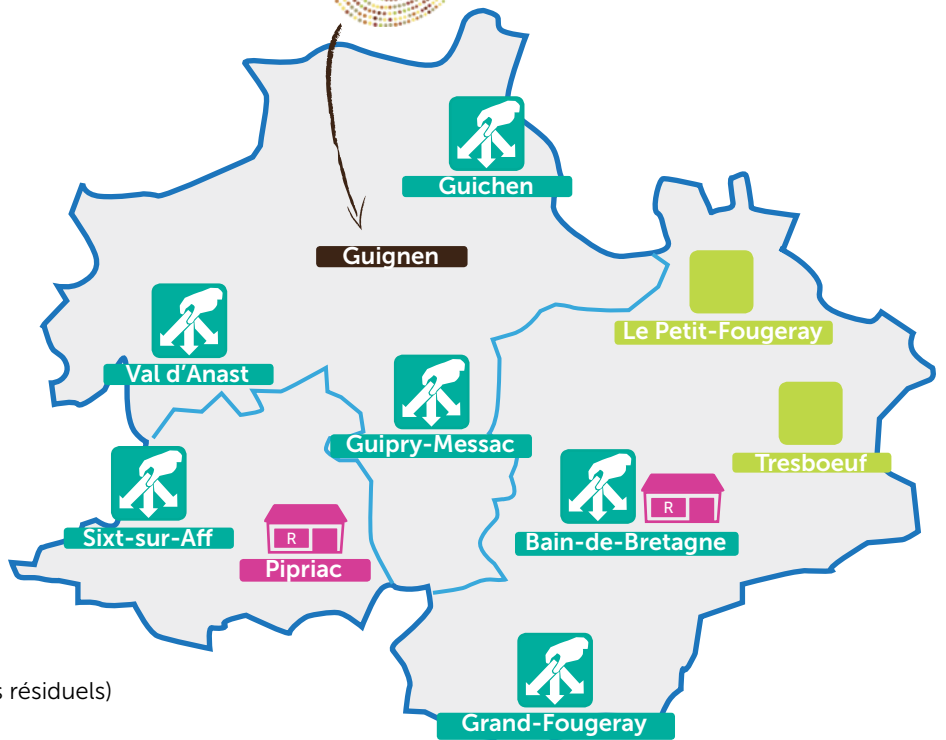 Guichen
Guignen
Le Petit-Fougeray
Val d'Anast
Guipry-Messac
Tresboeuf
R
Sixt-sur-Aff
R
Bain-de-Bretagne
Pipriac
s résiduels)
Grand-Fougeray